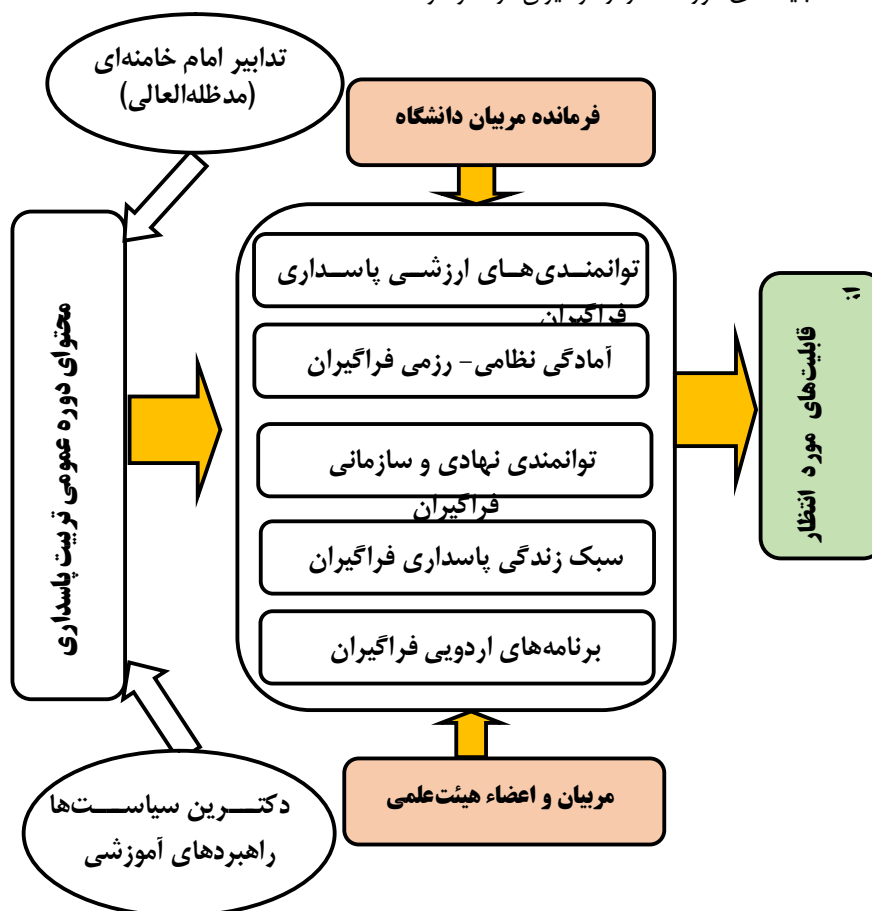 تدابیر امام خامنه‌ای
(مدظله‌العالی)
فرمانده مربیان دانشگاه
محتوای دوره عمومی تربیت پاسداری
توانمندی‌های ارزشی پاسداری
فراگیران
آمادگی نظامی- رزمی فراگیران
توانمندی نهادی و سازمانی
فراگیران
سبک زندگی پاسداری فراگیران
برنامه‌های اردویی فراگیران
قابلیت‌های مورد انتظار
از
مربیان و اعضاء هیئت‌علمی
دکترین سیاست‌ها
راهبردهای آموزشی